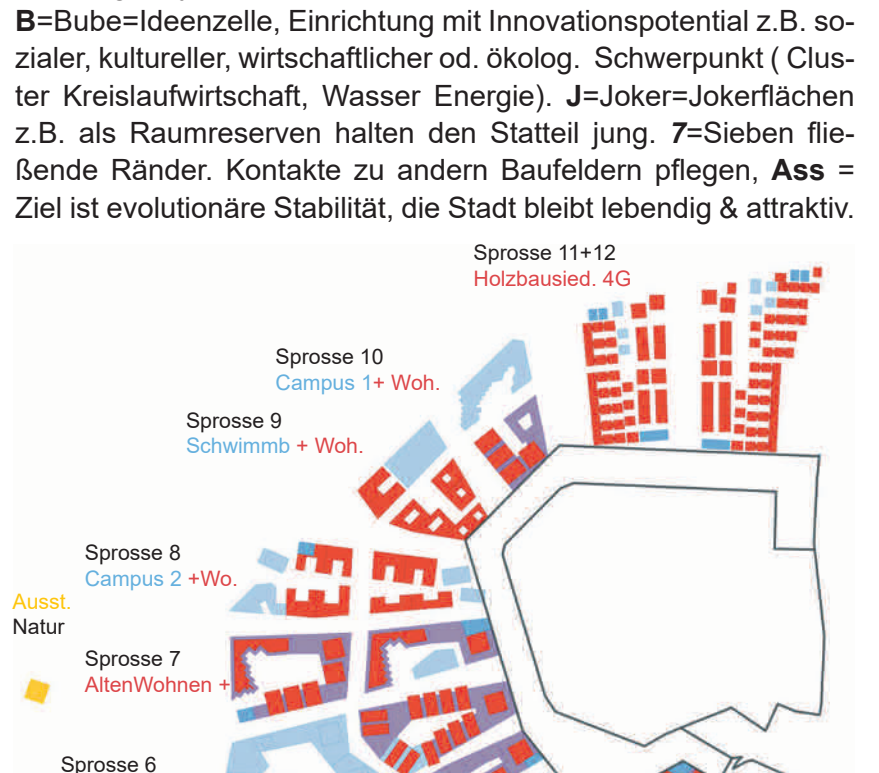 B=Bube=Ideenzelle, Einrichtung mit Innovationspotential z.B. so-
zialer, kultureller, wirtschaftlicher od. ökolog. Schwerpunkt ( Clus-
ter Kreislaufwirtschaft, Wasser Energie). J=Joker=Jokerflächen
z.B. als Raumreserven halten den Statteil jung. 7=Sieben flie-
ßende Ränder. Kontakte zu andern Baufeldern pflegen, Ass =
Ziel ist evolutionäre Stabilität, die Stadt bleibt lebendig & attraktiv.
Sprosse 11+12
Holzbausied. 4G
Sprosse 10
Campus 1+ Woh.
Sprosse 9
Schwimmb + Woh.
Sprosse 8
Campus 2 +Wo.
Ausst.
Natur
Sprosse 7
AltenWohnen +
Sprosse 6